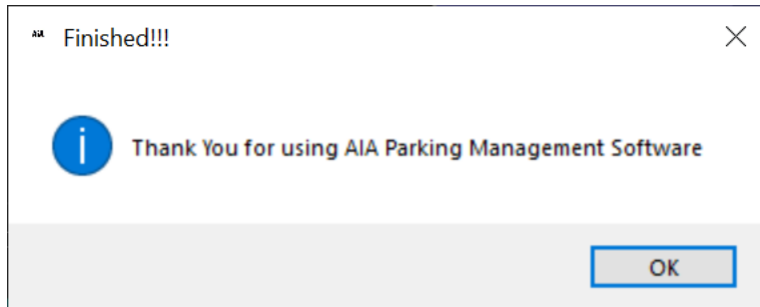 AiA Finished!!!
Thank You for using AIA Parking Management Software
OK